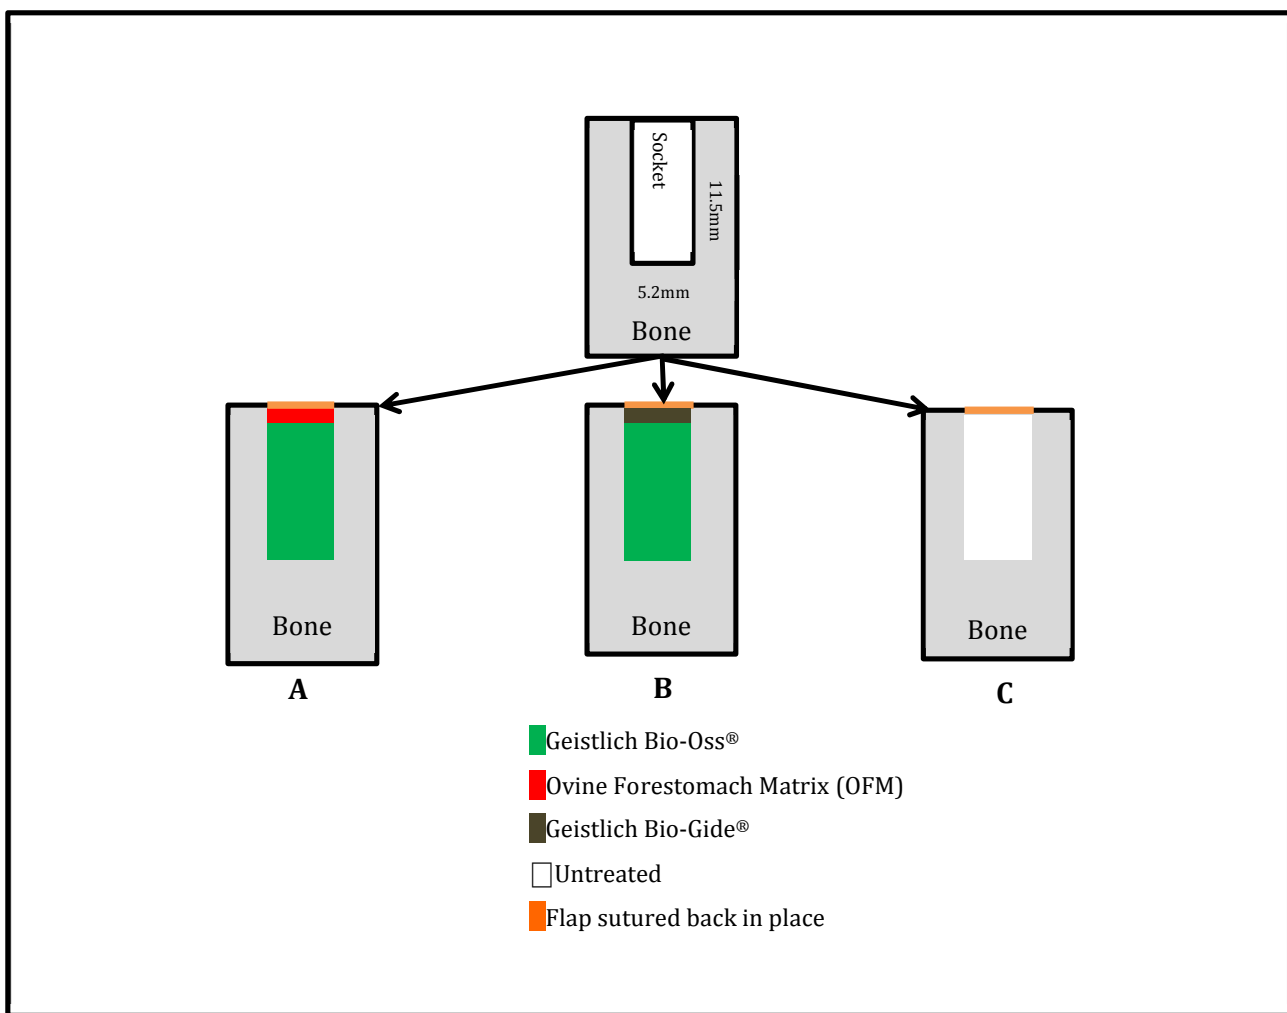 Socket
11.5mm
5.2mm
Bone
Bone
Bone
Bone
A
B
C
Geistlich Bio-Oss®
Ovine Forestomach Matrix (OFM)
Geistlich Bio-Gide®
Untreated
Flap sutured back in place